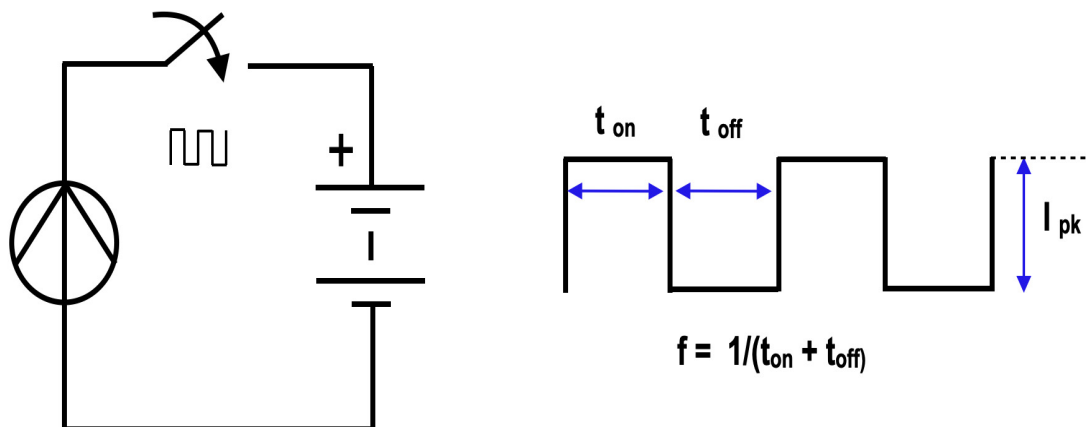 +
t on t off
I pk
f = 1/(ton + toff)